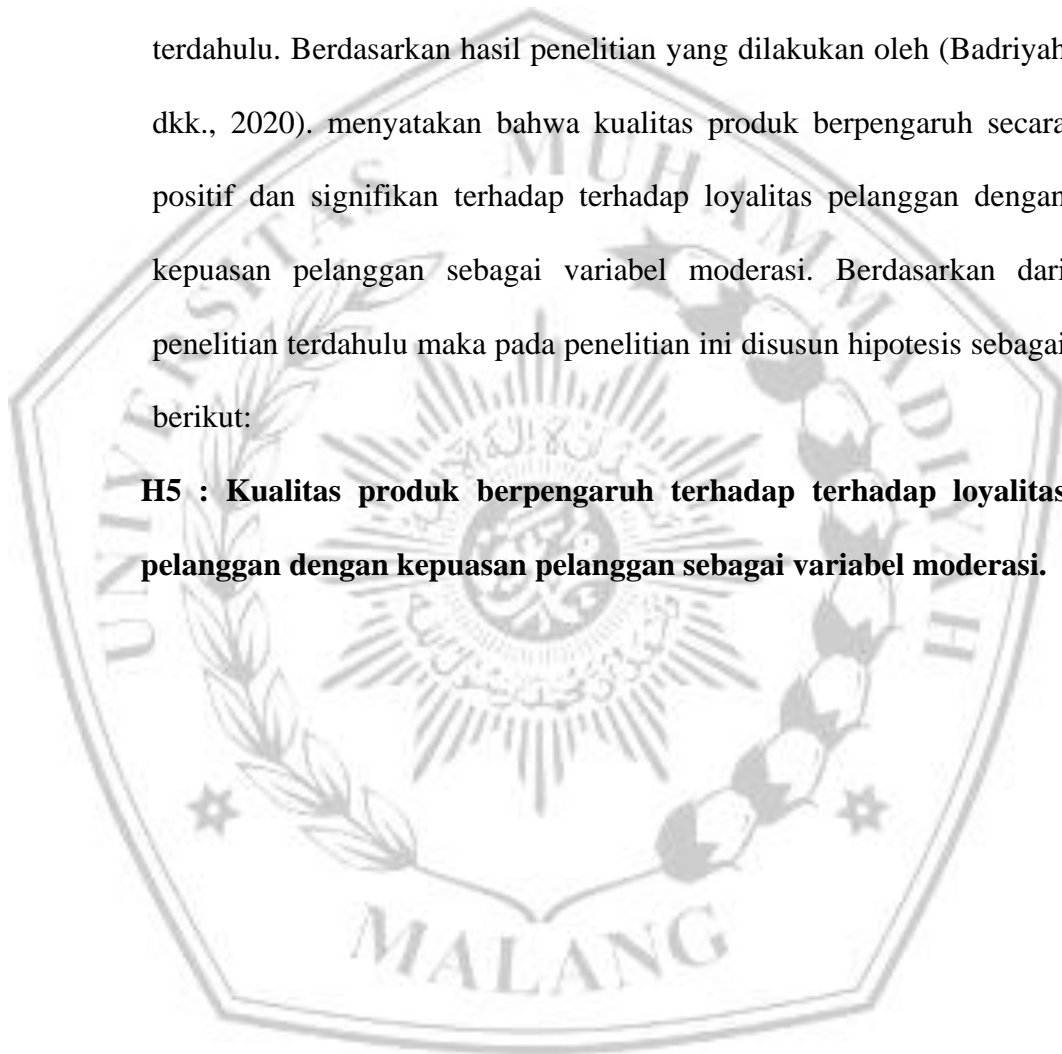 terdahulu. Berdasarkan hasil penelitian yang dilakukan oleh (Badriyah
dkk., 2020). menyatakan bahwa kualitas produk berpengaruh secara
positif dan signifikan terhadap terhadap loyalitas pelanggan dengan
kepuasan pelanggan sebagai variabel moderasi. Berdasarkan dari
penelitian terdahulu maka pada penelitian ini disusun hipotesis sebagai
berikut:
H5 : Kualitas produk berpengaruh terhadap terhadap loyalitas
pelanggan dengan kepuasan pelanggan sebagai variabel moderasi.
UNIVERSITAS MUHAMMADIYAH
MALANG